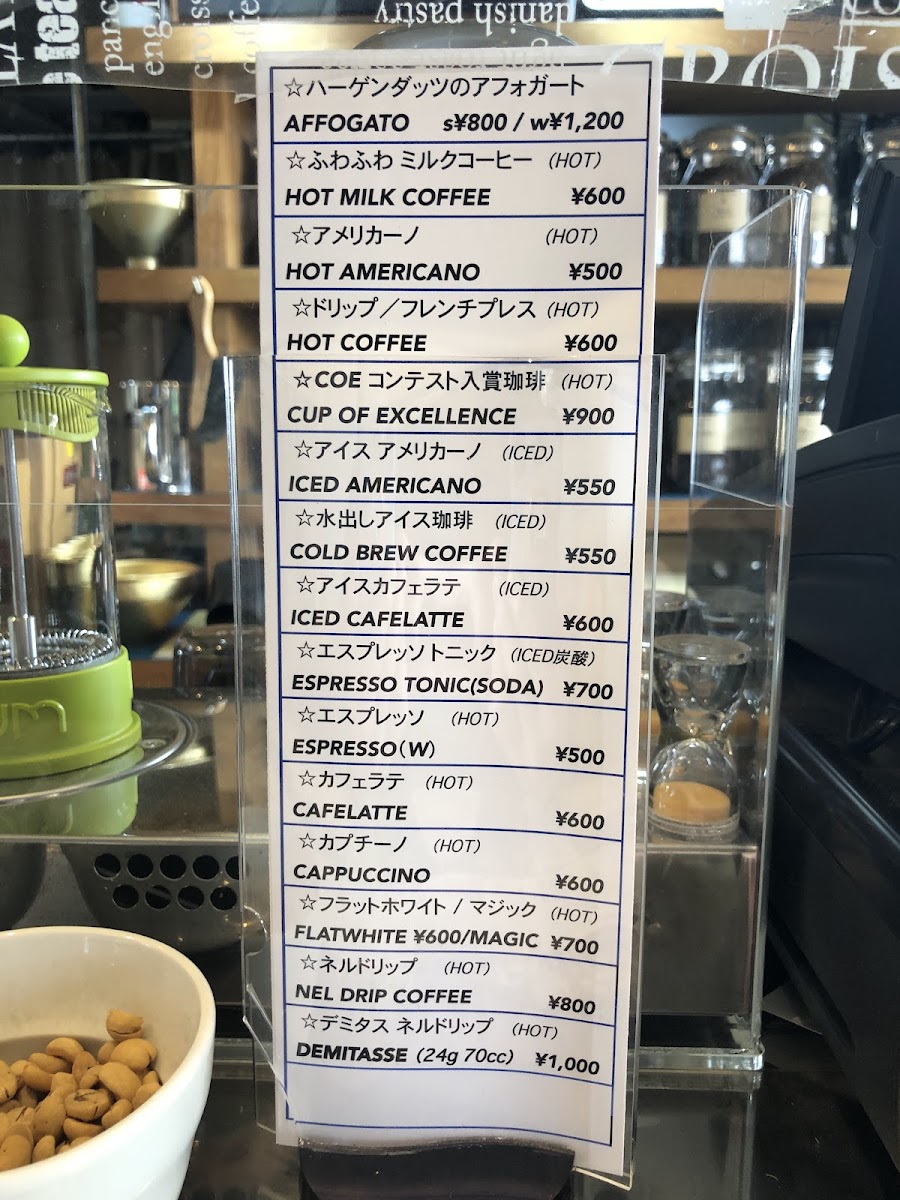 danish pastry
☆ハーゲンダッツのアフォガート
AFFOGATO s¥800 / w¥1,200
☆ふわふわ ミルクコーヒー (HOT)
HOT MILK COFFEE ¥600
☆アメリカーノ (HOT)
HOT AMERICANO ¥500
☆ドリップ／フレンチプレス (HOT)
HOT COFFEE ¥600
☆COE コンテスト入賞珈琲 (HOT)
CUP OF EXCELLENCE ¥900
☆アイス アメリカーノ (ICED)
ICED AMERICANO ¥550
☆水出しアイス珈琲 (ICED)
COLD BREW COFFEE ¥550
☆アイスカフェラテ (ICED)
ICED CAFELATTE ¥600
☆エスプレッソトニック (ICED炭酸)
ESPRESSO TONIC(SODA) ¥700
☆エスプレッソ (HOT)
ESPRESSO(W) ¥500
☆カフェラテ (HOT)
CAFELATTE ¥600
☆カプチーノ (HOT)
CAPPUCCINO ¥600
☆フラットホワイト / マジック (HOT)
FLATWHITE ¥600/MAGIC ¥700
☆ネルドリップ (HOT)
NEL DRIP COFFEE ¥800
☆デミタス ネルドリップ (HOT)
DEMITASSE (24g 70cc) ¥1,000